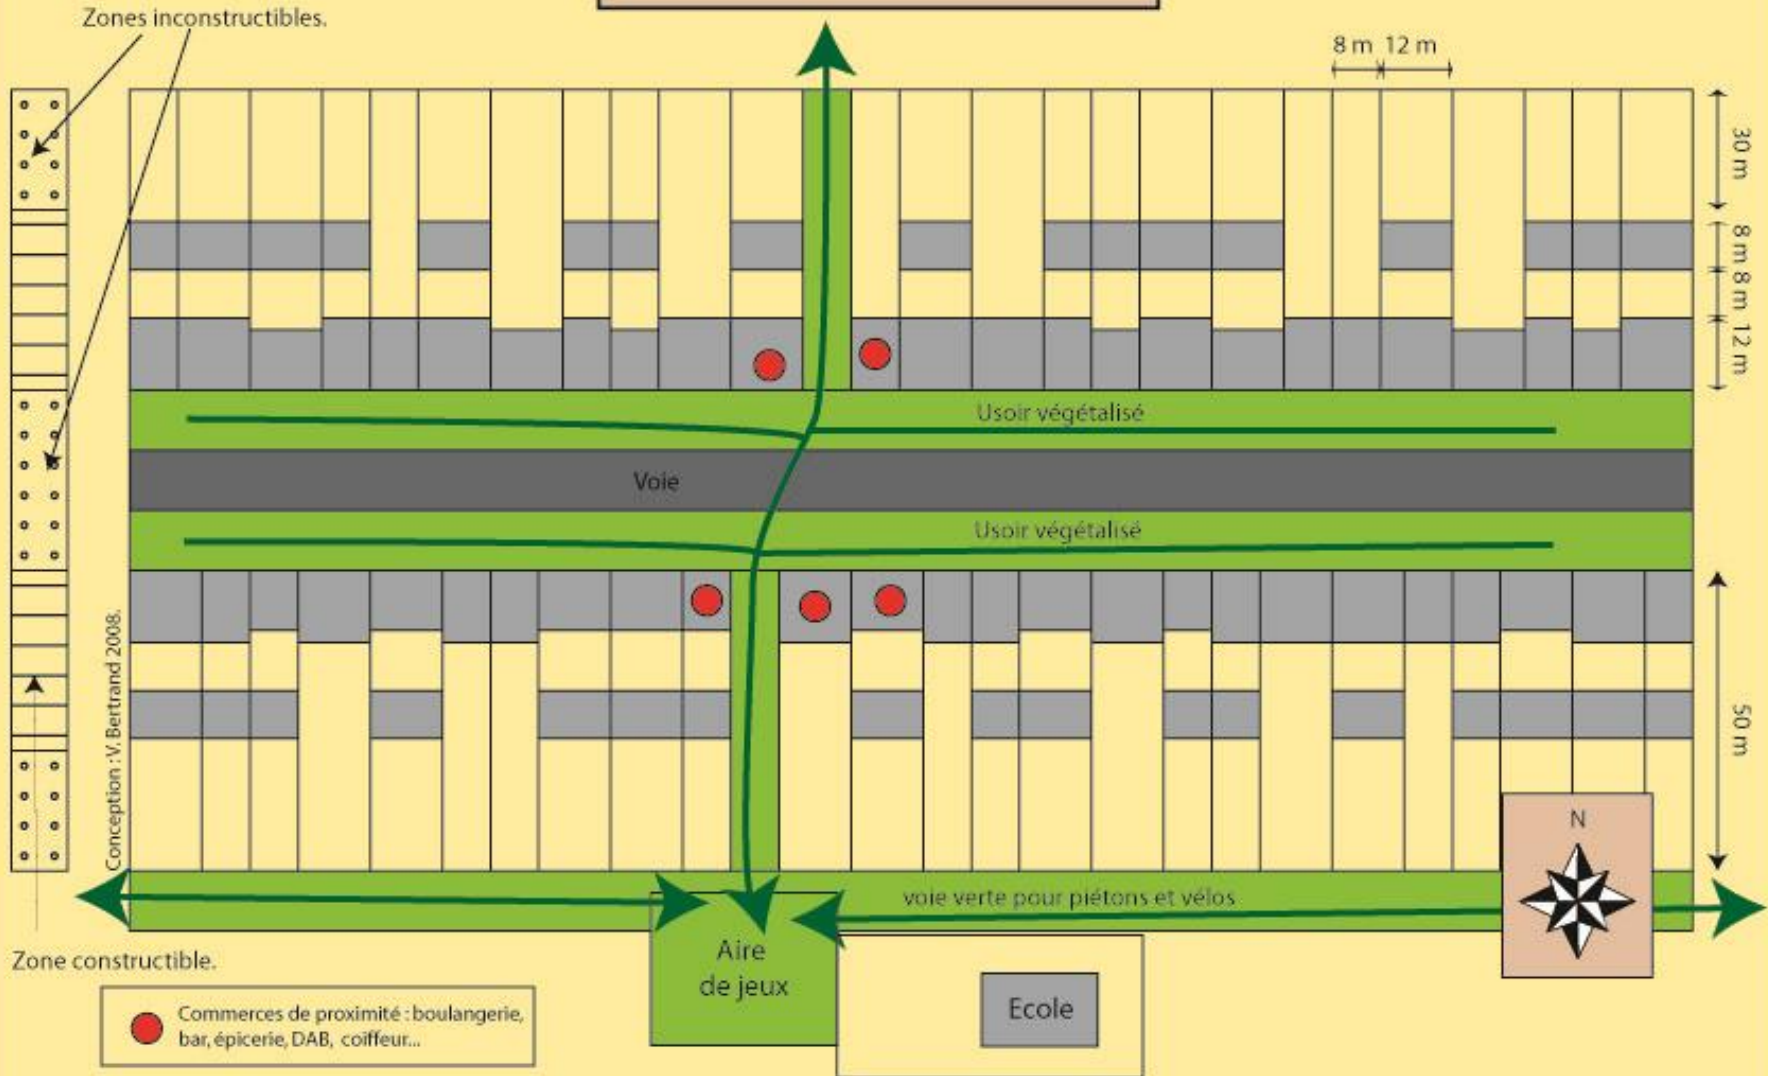 Zones inconstructibles.
8 m 12 m
30 m
8 m
8 m
12 m
Usoir végétalisé
Voie
Usoir végétalisé
Conception : V. Bertrand 2008.
50 m
N
voie verte pour piétons et vélos
Aire
de jeux
Ecole
Zone constructible.
Commerces de proximité : boulangerie,
bar, épicerie, DAB, coiffeur...